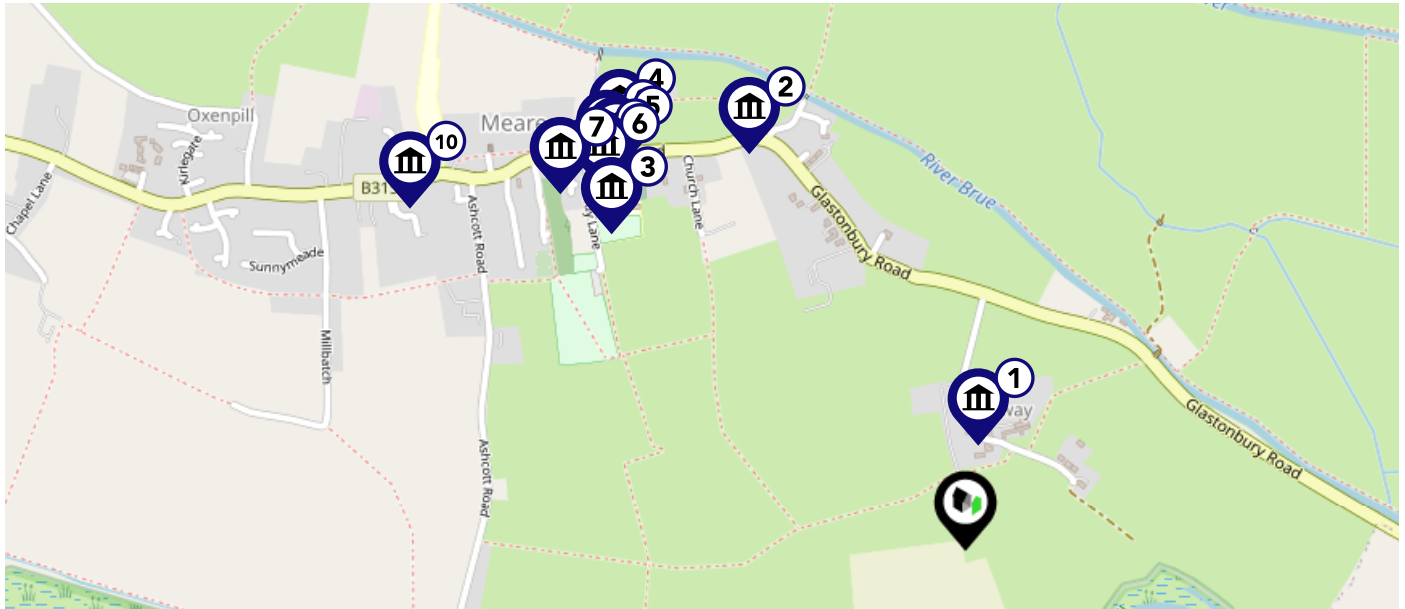 Oxenpill
Meare
4
5
2
7
6
3
10
Kirlegate
Chapel Lane
Ashcott Road
Church Lane
River Brue
Glastonbury Road
Sunnymeade
Millbatch
1
Glastonbury Road
Ashcott Road